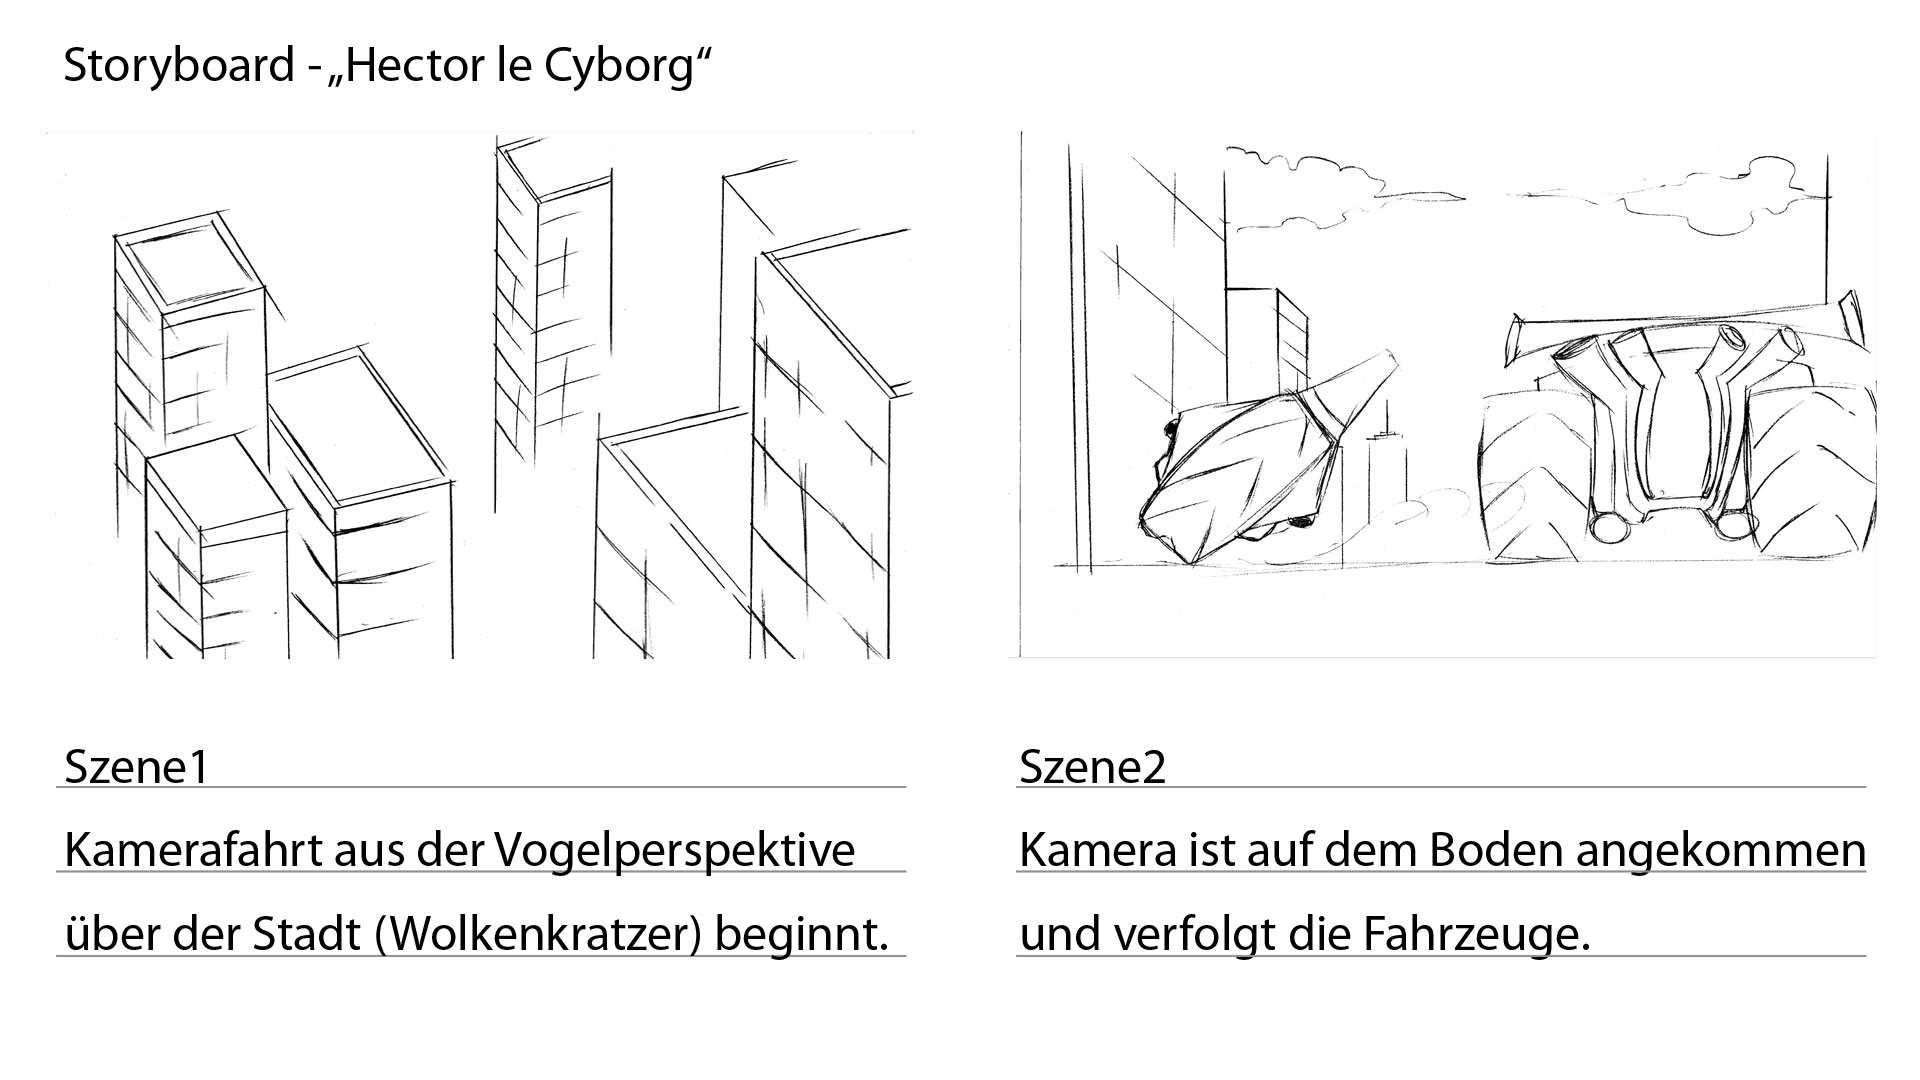 Storyboard - „Hector le Cyborg“
Szene1
Kamerafahrt aus der Vogelperspektive
über der Stadt (Wolkenkratzer) beginnt.
Szene2
Kamera ist auf dem Boden angekommen
und verfolgt die Fahrzeuge.